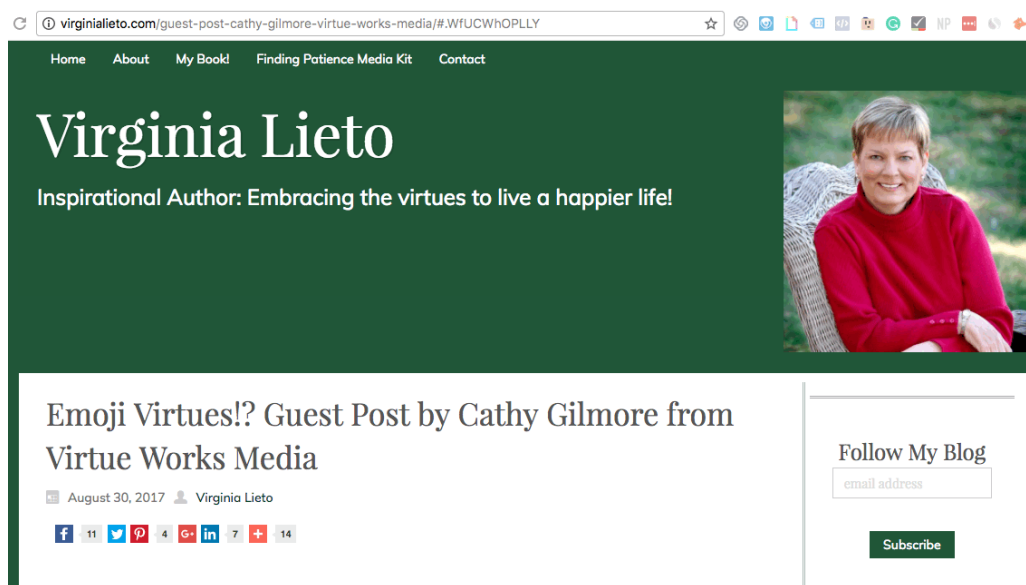 virginialieto.com/guest-post-cathy-gilmore-virtue-works-media/#.WfUCWhOPLLY
NP
Home About My Book! Finding Patience Media Kit Contact
Virginia Lieto
Inspirational Author: Embracing the virtues to live a happier life!
Emoji Virtues!? Guest Post by Cathy Gilmore from
Virtue Works Media
August 30, 2017 Virginia Lieto
f 11 4 G+ in 7 + 14
Follow My Blog
email address
Subscribe